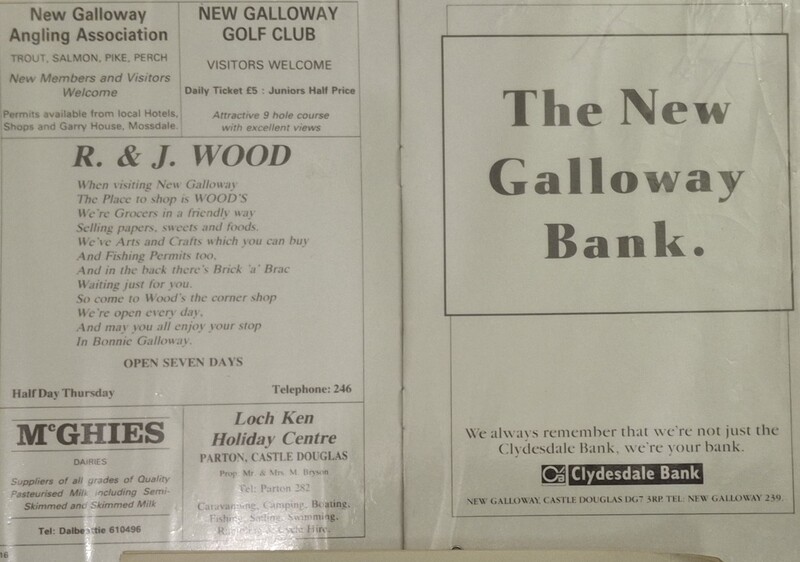 New Galloway
Angling Association
TROUT, SALMON, PIKE, PERCH
New Members and Visitors
Welcome
Permits available from local Hotels,
Shops and Garry House, Mossdale.
NEW GALLOWAY
GOLF CLUB
VISITORS WELCOME
Daily Ticket £5 : Juniors Half Price
Attractive 9 hole course
with excellent views
R. & J. WOOD
When visiting New Galloway
The Place to shop is WOOD'S
We're Grocers in a friendly way
Selling papers, sweets and foods.
We've Arts and Crafts which you can buy
And Fishing Permits too,
And in the back there's Brick 'a' Brac
Waiting just for you.
So come to Wood's the corner shop
We're open every day,
And may you all enjoy your stop
In Bonnie Galloway.
OPEN SEVEN DAYS
Half Day Thursday
Telephone: 246
McGHIES
DAIRIES
Suppliers of all grades of Quality
Pasteurised Milk including Semi-
Skimmed and Skimmed Milk
Tel: Dalbeattie 610496
Loch Ken
Holiday Centre
PARTON, CASTLE DOUGLAS
Prop. Mr. & Mrs. M. Bryson
Tel: Parton 282
Caravanning, Camping, Boating,
Fishing, Sailing, Swimming,
Cycle Hire.
16
The New
Galloway
Bank.
We always remember that we're not just the
Clydesdale Bank, we're your bank.
Clydesdale Bank
NEW GALLOWAY, CASTLE DOUGLAS DG7 3RP. TEL: NEW GALLOWAY 239.